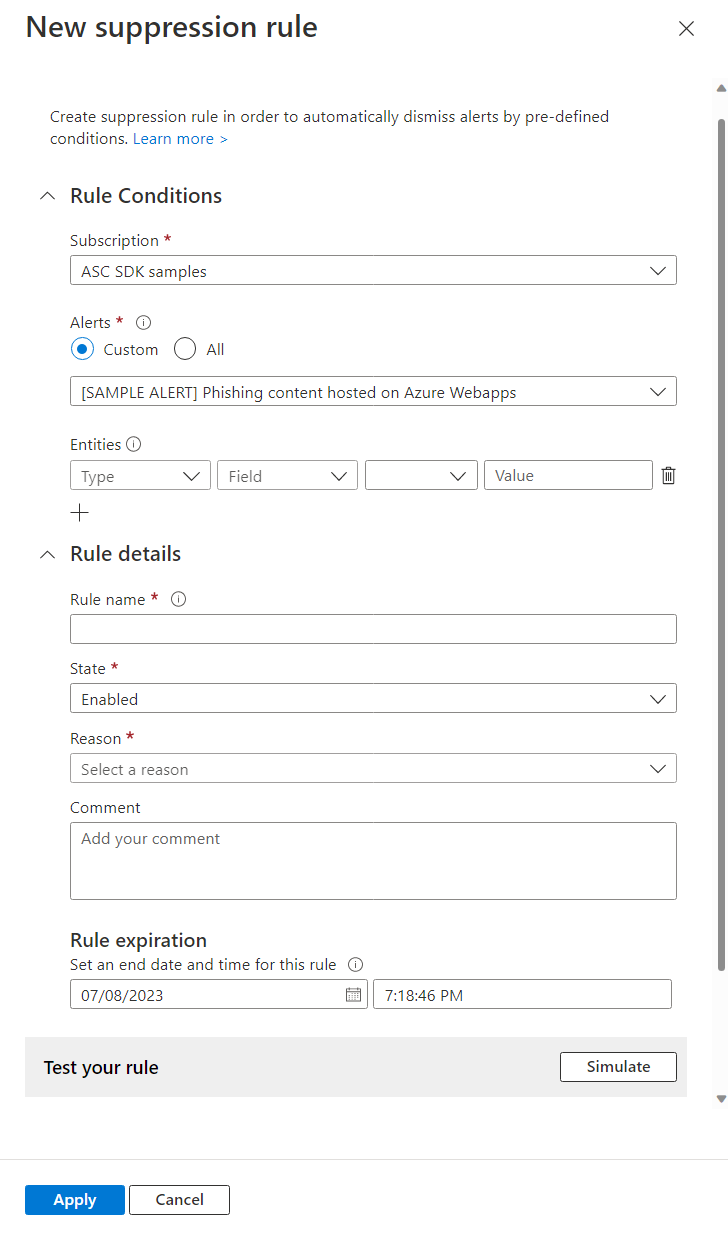 New suppression rule
Create suppression rule in order to automatically dismiss alerts by pre-defined
conditions. Learn more >
Rule Conditions
Subscription *
ASC SDK samples
Alerts *
Custom All
[SAMPLE ALERT] Phishing content hosted on Azure Webapps
Entities
Type Field Value
Rule details
Rule name *
State *
Enabled
Reason *
Select a reason
Comment
Add your comment
Rule expiration
Set an end date and time for this rule
07/08/2023 7:18:46 PM
Test your rule Simulate
Apply Cancel